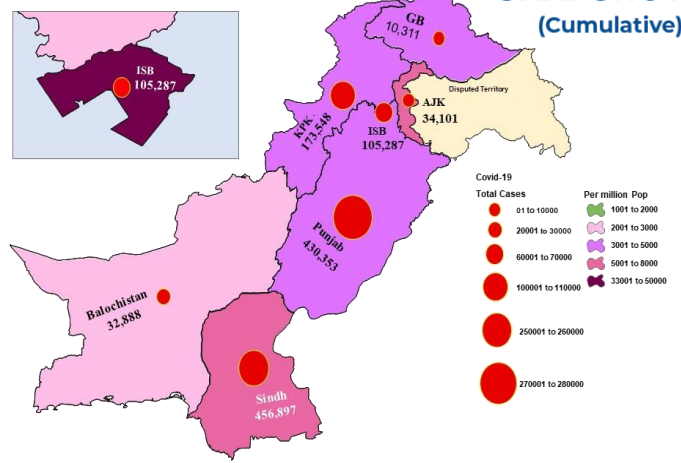 (Cumulative)
GB
10,311
ISB
105,287
Disputed Territory
AJK
34,101
KPK
173,548
ISB
105,287
Punjab
430,353
Balochistan
32,888
Sindh
456,897
Covid-19
Total Cases
01 to 10000
20001 to 30000
60001 to 70000
100001 to 110000
250001 to 260000
270001 to 280000
Per million Pop
1001 to 2000
2001 to 3000
3001 to 5000
5001 to 8000
33001 to 50000